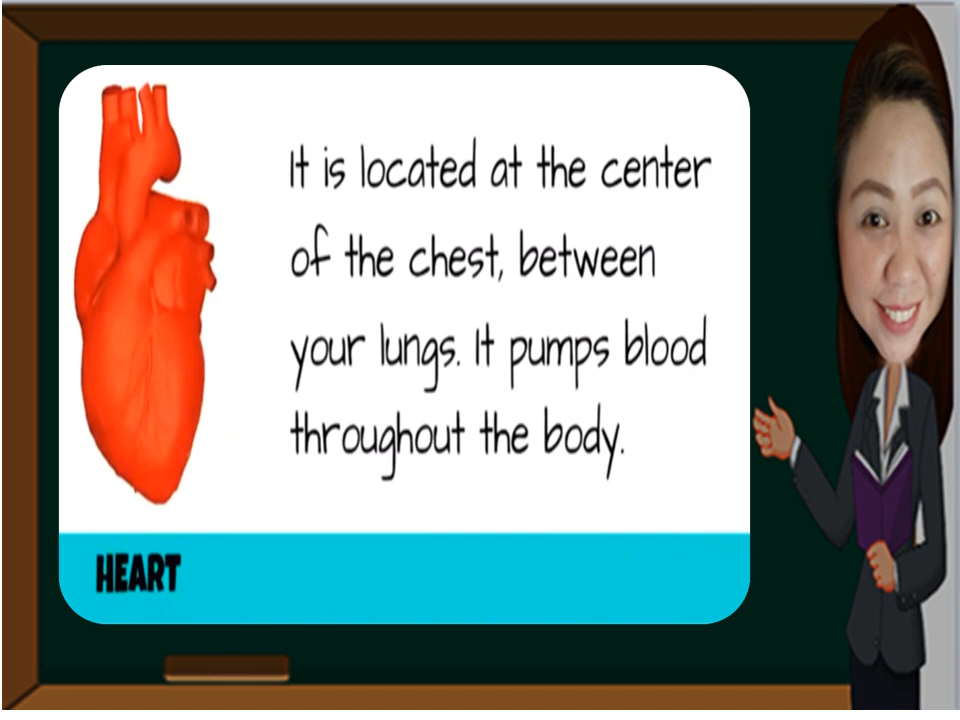 It is located at the center
of the chest, between
your lungs. It pumps blood
throughout the body.
HEART